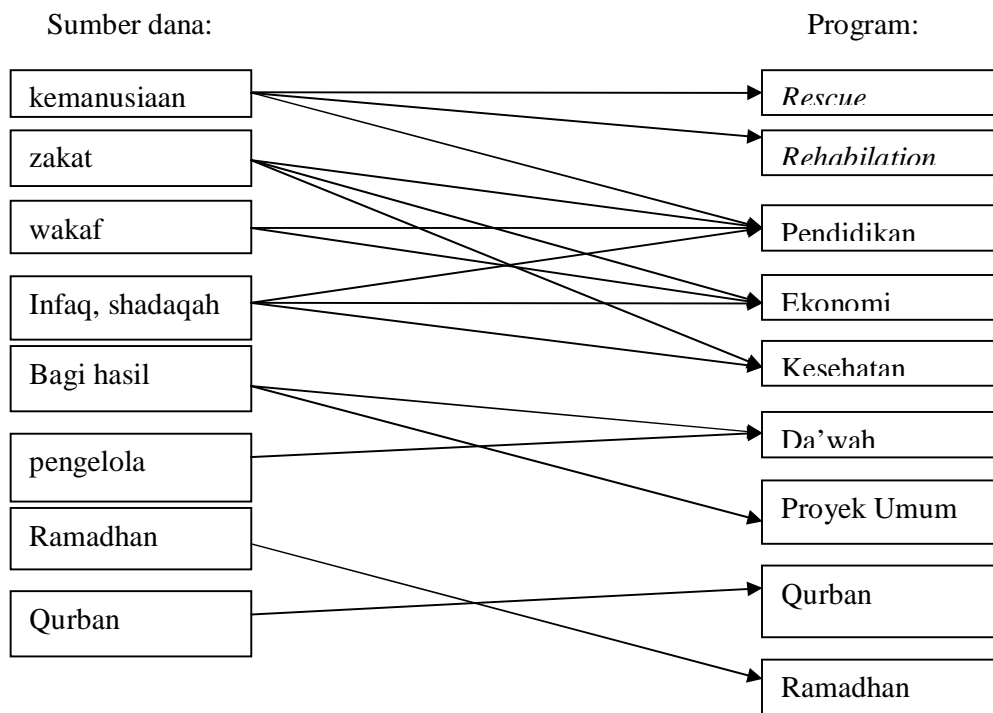 Sumber dana:
Program:
kemanusiaan
zakat
wakaf
Infaq, shadaqah
Bagi hasil
pengelola
Ramadhan
Qurban
Rescue
Rehabilation
Pendidikan
Ekonomi
Kesehatan
Da’wah
Proyek Umum
Qurban
Ramadhan